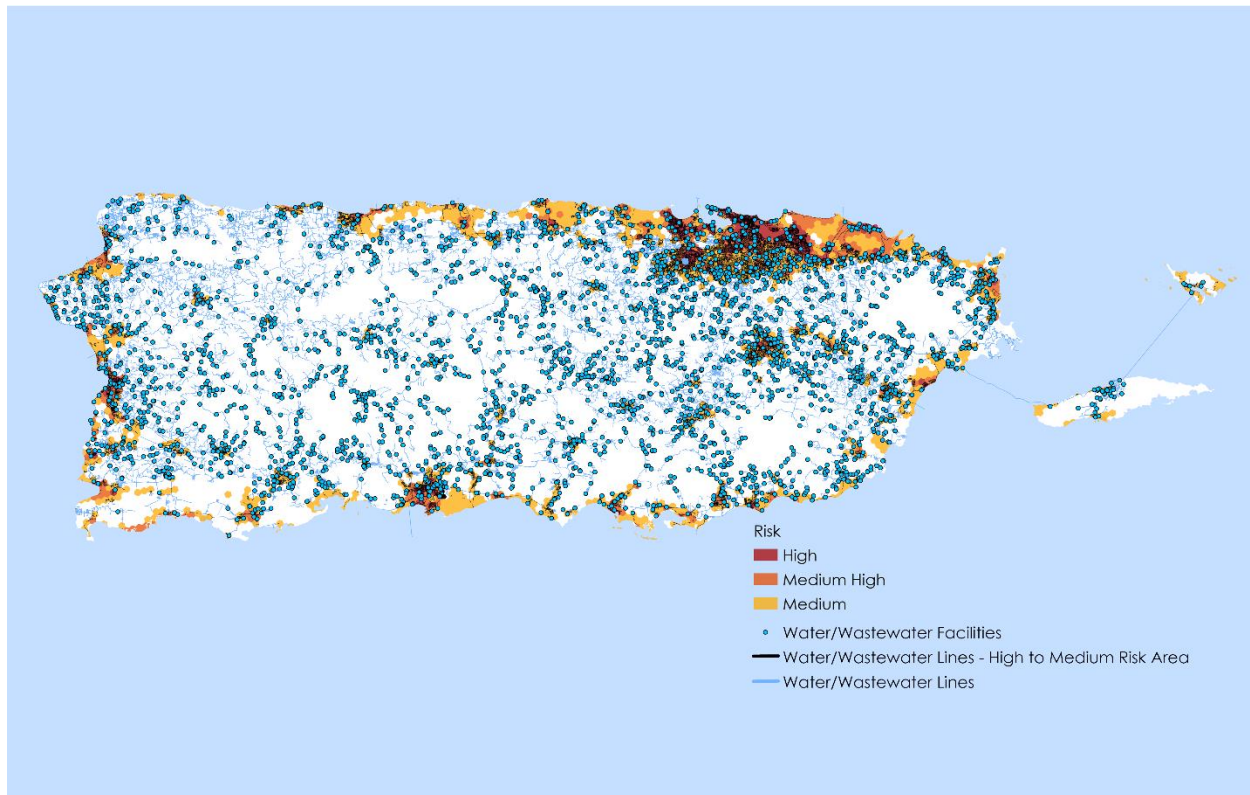 Risk
High
Medium High
Medium
Water/Wastewater Facilities
Water/Wastewater Lines - High to Medium Risk Area
Water/Wastewater Lines